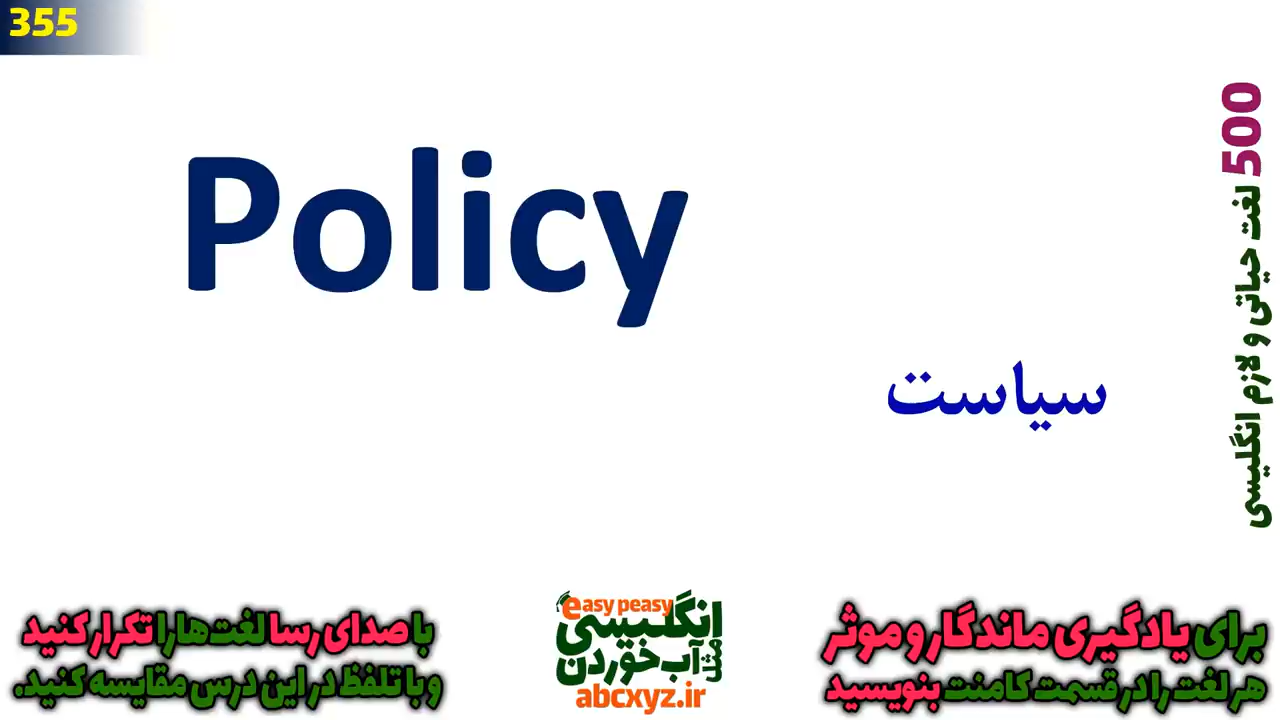 355
Policy
سیاست
500 لغت حیاتی و لازم انگلیسی
برای یادگیری ماندگار و موثر
هر لغت را در قسمت کامنت بنویسید
easy peasy
انگلیسی
مثل آب خوردن
abcxyz.ir
با صدای رسا لغت‌ها را تکرار کنید
و با تلفظ در این درس مقایسه کنید.